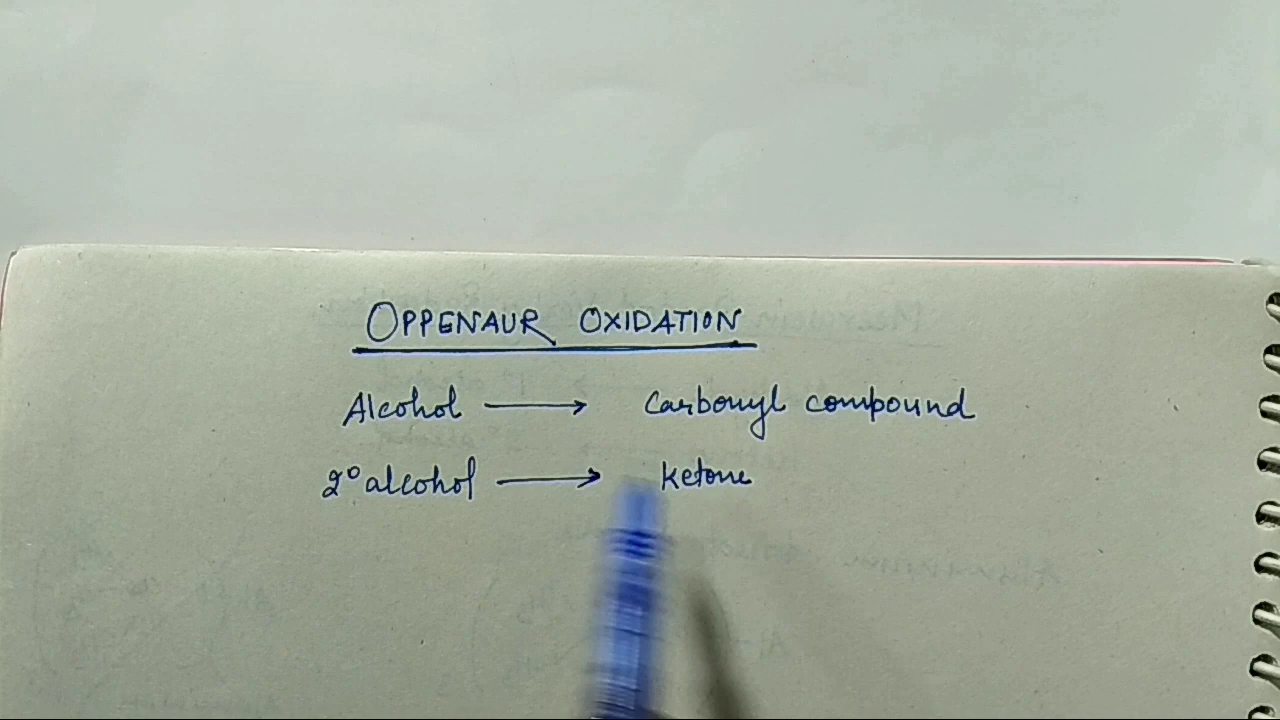 OPPENAUR OXIDATION
Alcohol ⟶ Carbonyl compound
2° alcohol ⟶ ketone